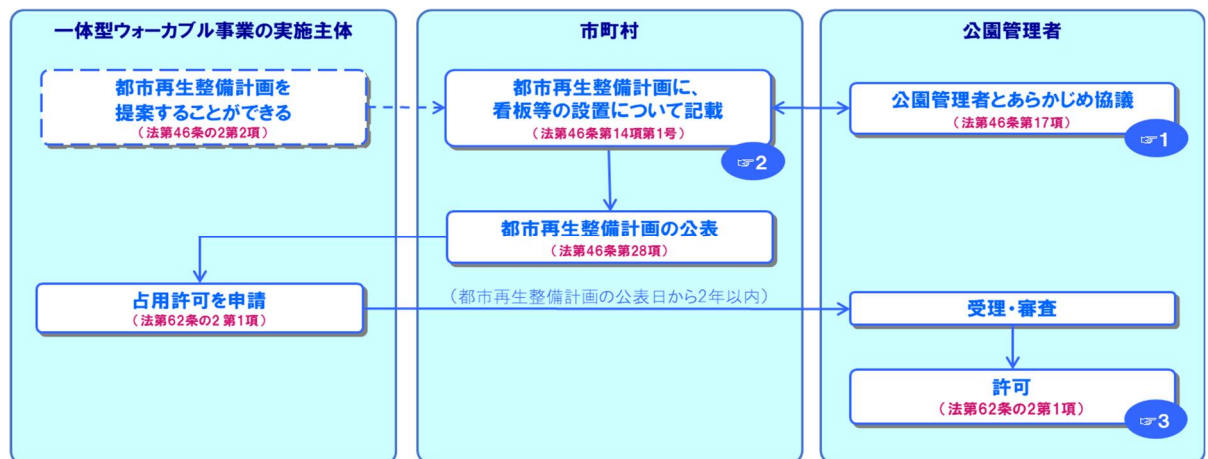 一体型ウォーカブル事業の実施主体
市町村
公園管理者
都市再生整備計画を
提案することができる
（法第46条の2第2項）
都市再生整備計画に、
看板等の設置について記載
（法第46条第14項第1号）
☞2
公園管理者とあらかじめ協議
（法第46条第17項）
☞1
都市再生整備計画の公表
（法第46条第28項）
占用許可を申請
（法第62条の2 第1項）
（都市再生整備計画の公表日から2年以内）
受理・審査
許可
（法第62条の2第1項）
☞3